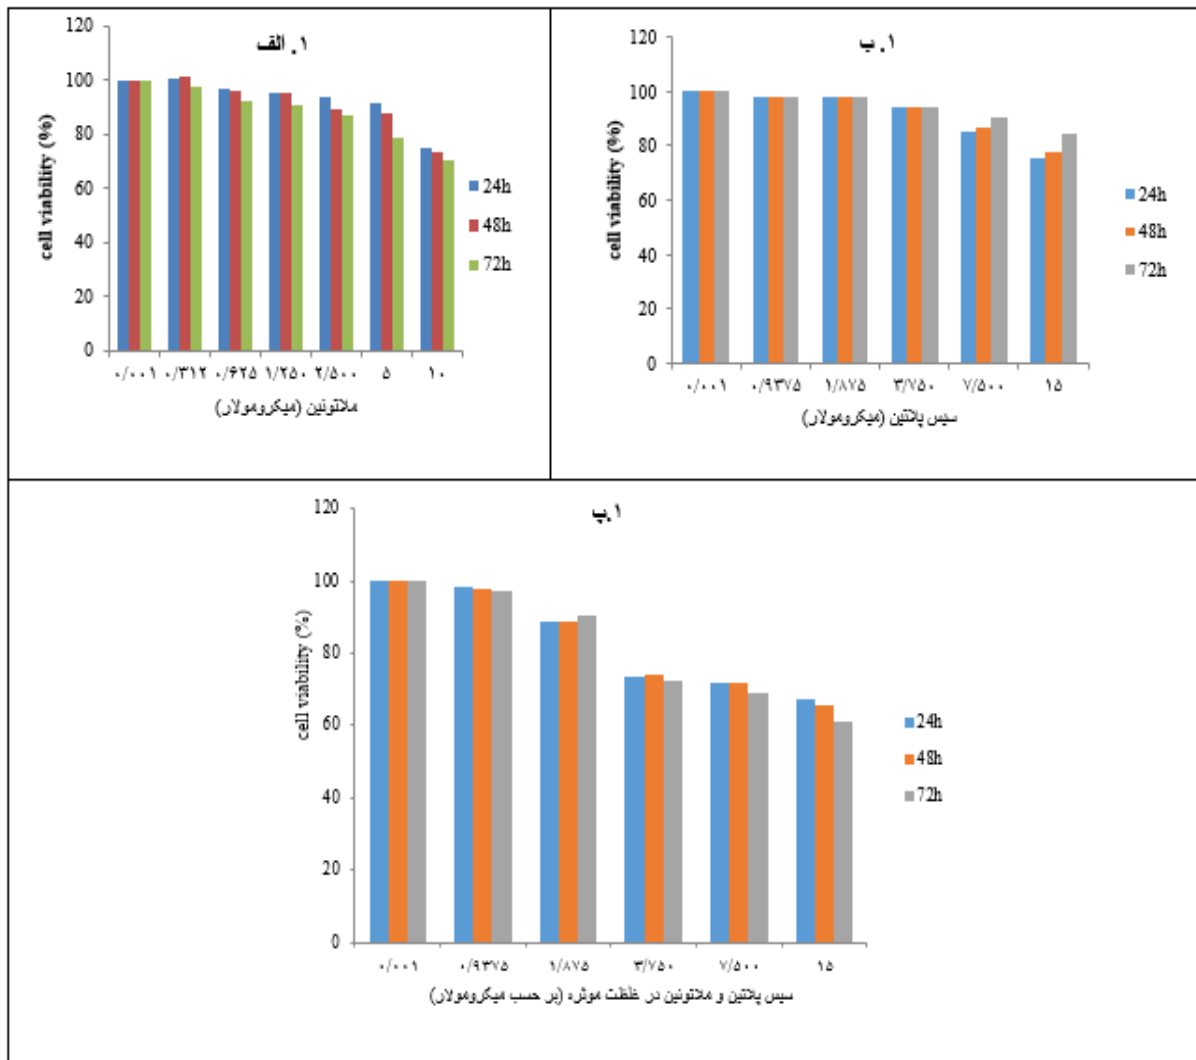 ۱. الف
cell viability (%)
120
100
80
60
40
20
0
۰/۰۰۱ ۰/۳۱۲ ۰/۶۲۵ ۱/۲۵۰ ۲/۵۰۰ ۵ ۱۰
ملاتونین (میکرومولار)
24h
48h
72h
۱. ب
cell viability (%)
120
100
80
60
40
20
0
۰/۰۰۱ ۰/۹۳۷۵ ۱/۸۷۵ ۳/۷۵۰ ۷/۵۰۰ ۱۵
سیس پلاتین (میکرومولار)
24h
48h
72h
۱.پ
cell viability (%)
120
100
80
60
40
20
0
۰/۰۰۱ ۰/۹۳۷۵ ۱/۸۷۵ ۳/۷۵۰ ۷/۵۰۰ ۱۵
سیس پلاتین و ملاتونین در غلظت موثره (بر حسب میکرومولار)
24h
48h
72h